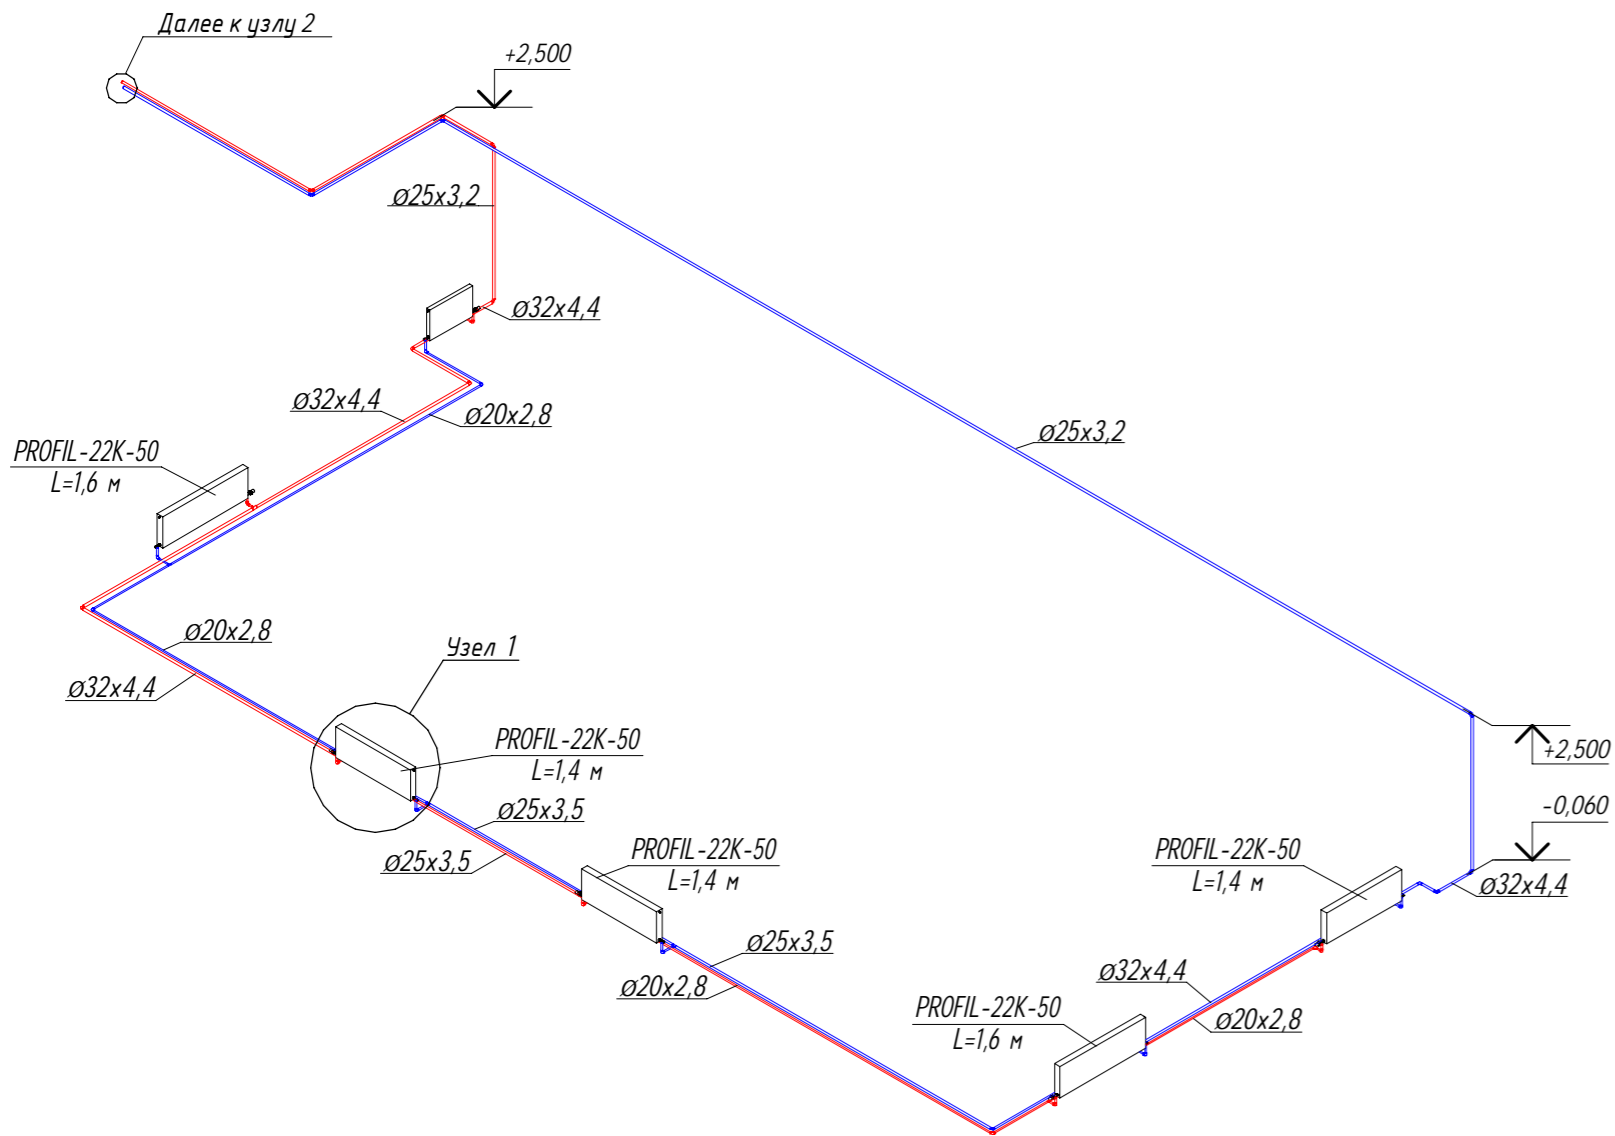 Далее к узлу 2
+2,500
Ø25x3,2
Ø32x4,4
Ø32x4,4
Ø20x2,8
Ø25x3,2
PROFIL-22K-50
L=1,6 м
Ø20x2,8
Узел 1
Ø32x4,4
PROFIL-22K-50
L=1,4 м
+2,500
Ø25x3,5
-0,060
Ø25x3,5
PROFIL-22K-50
L=1,4 м
PROFIL-22K-50
L=1,4 м
Ø32x4,4
Ø25x3,5
Ø20x2,8
Ø32x4,4
PROFIL-22K-50
L=1,6 м
Ø20x2,8